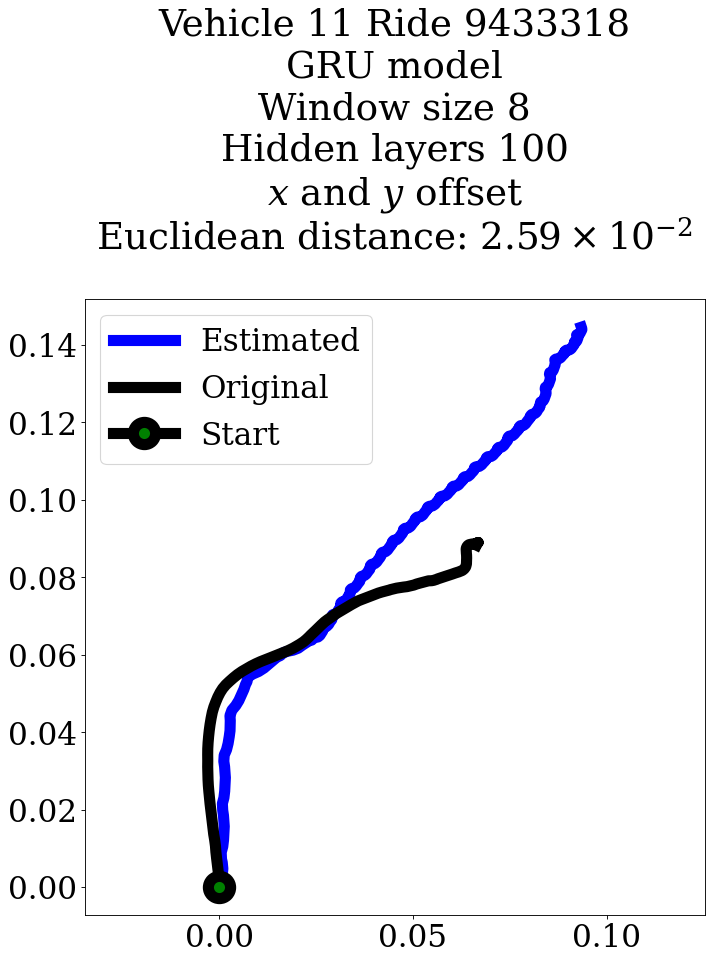 Vehicle 11 Ride 9433318
GRU model
Window size 8
Hidden layers 100
x and y offset
Euclidean distance: 2.59 × 10⁻²
Estimated
Original
Start
0.14
0.12
0.10
0.08
0.06
0.04
0.02
0.00
0.00 0.05 0.10